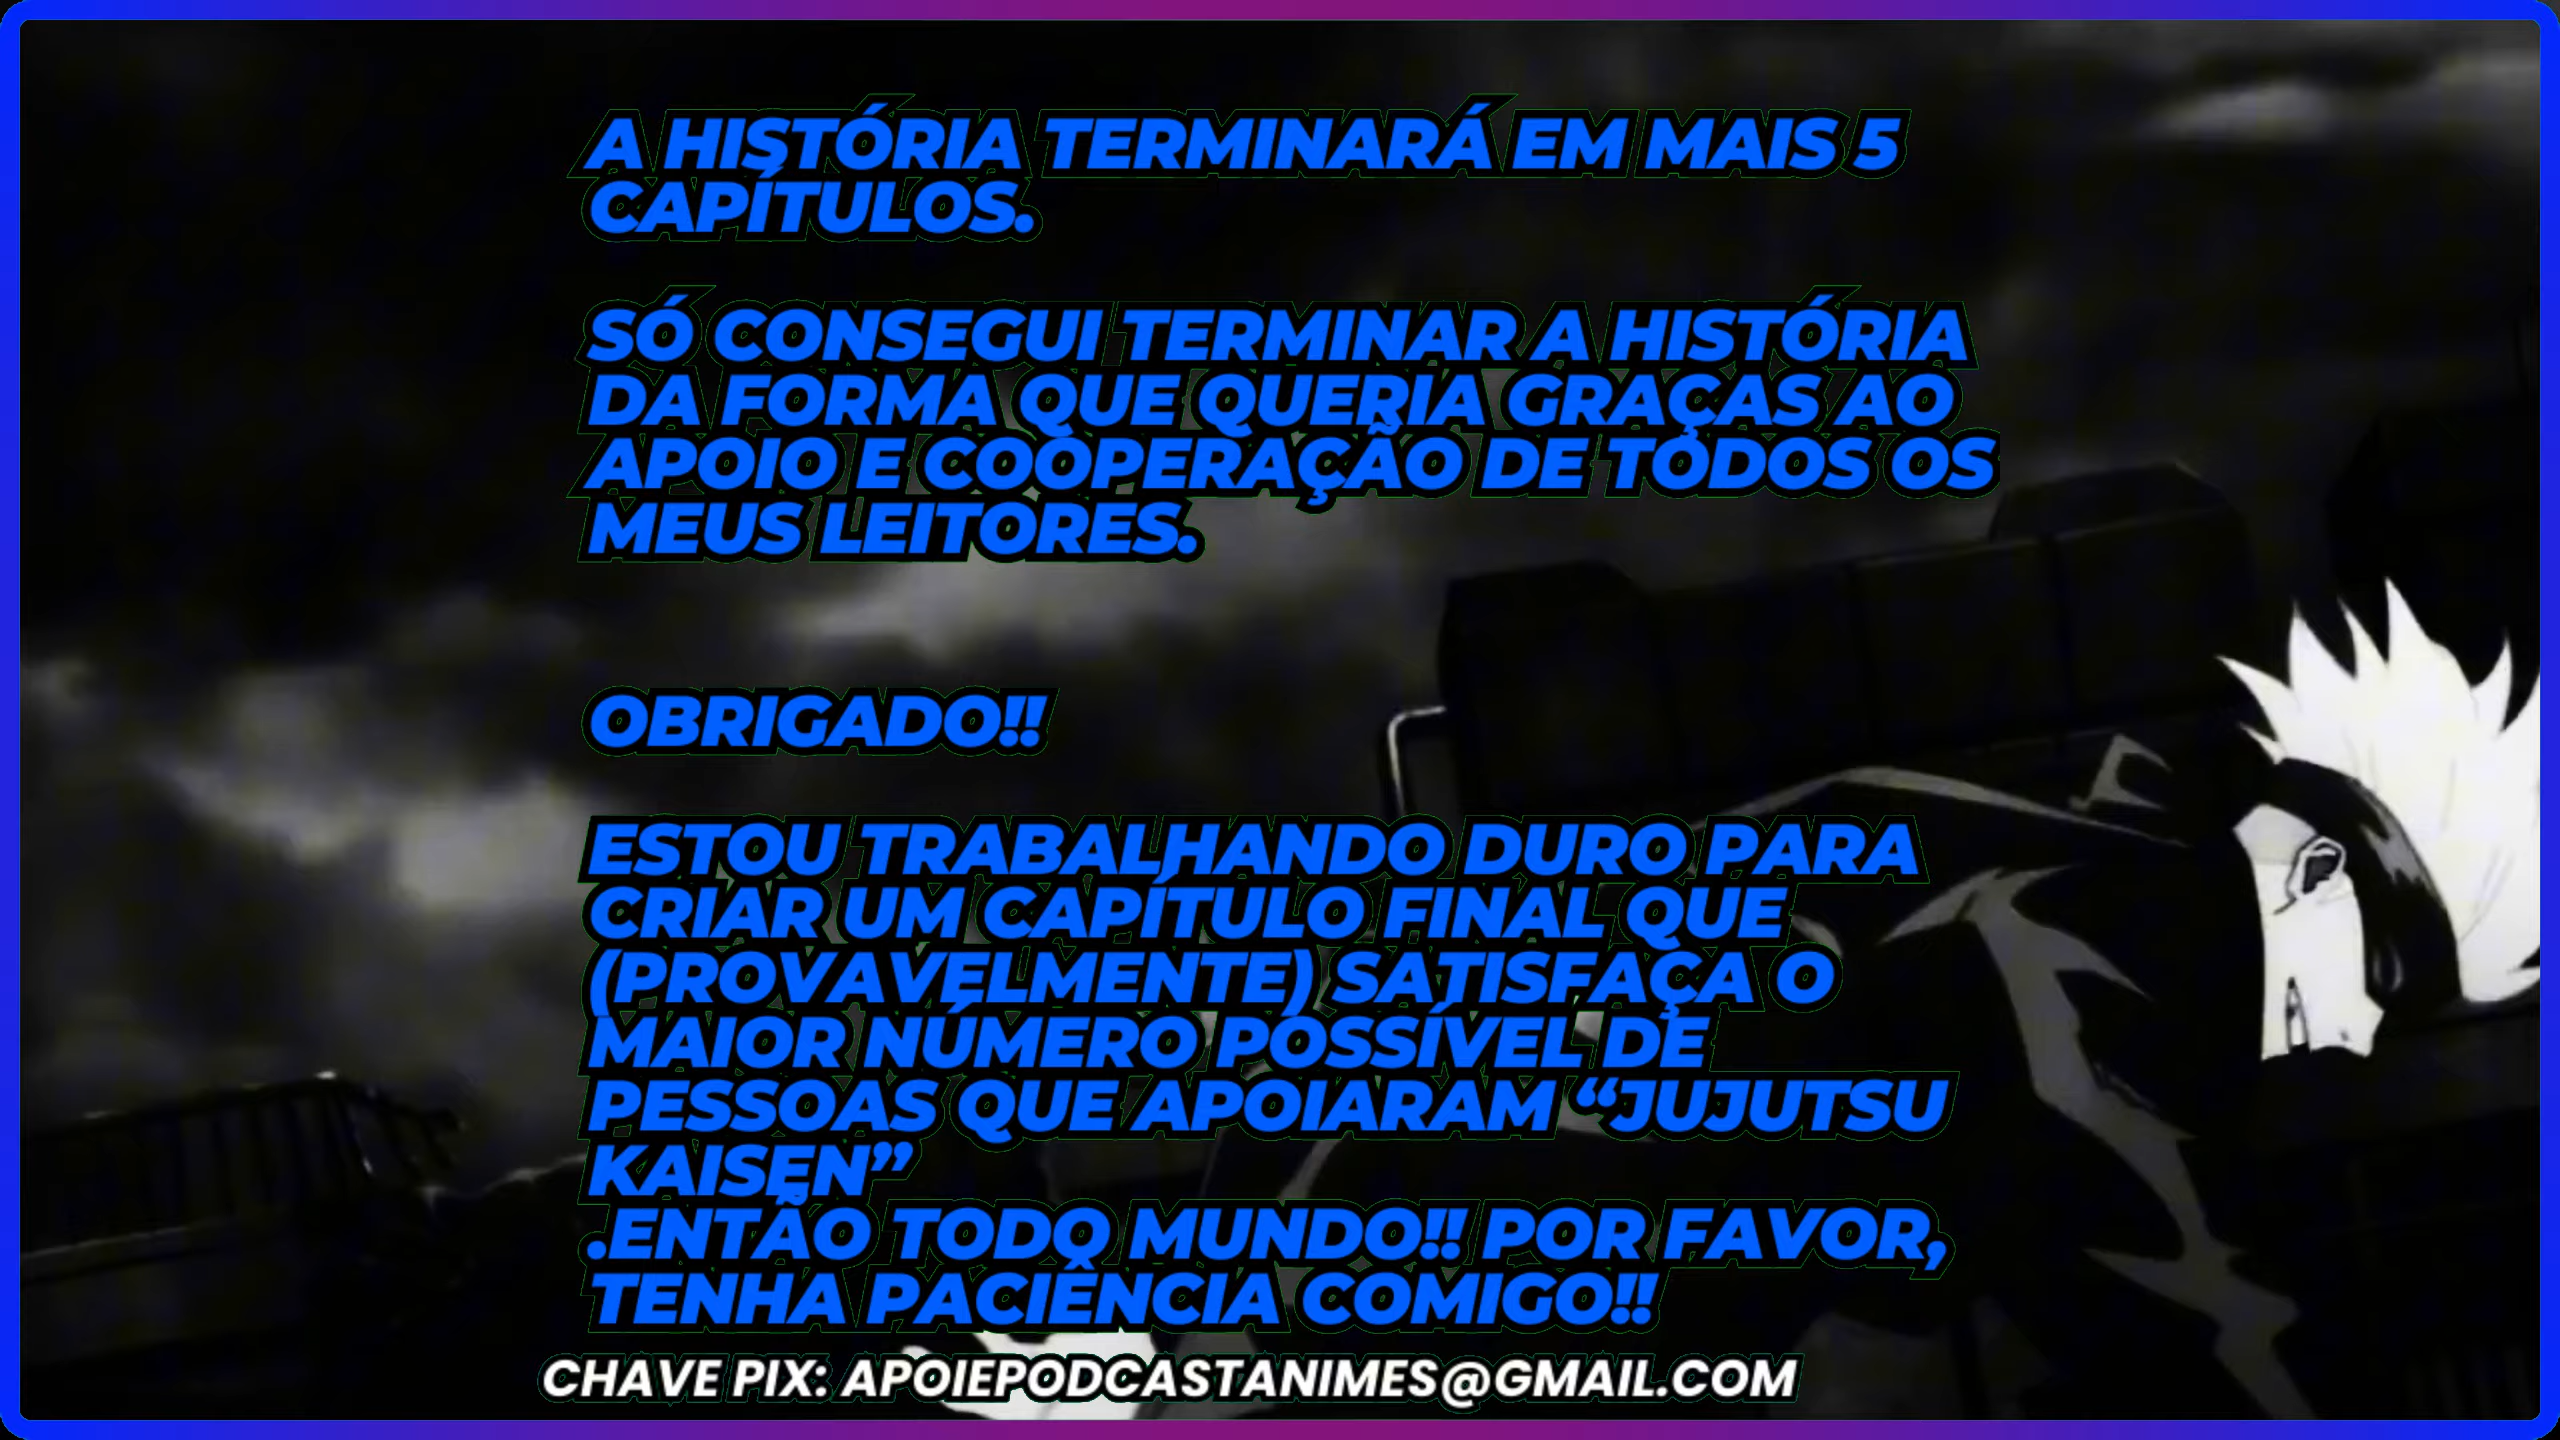 A HISTÓRIA TERMINARÁ EM MAIS 5
CAPÍTULOS.
SÓ CONSEGUI TERMINAR A HISTÓRIA
DA FORMA QUE QUERIA GRAÇAS AO
APOIO E COOPERAÇÃO DE TODOS OS
MEUS LEITORES.
OBRIGADO!!
ESTOU TRABALHANDO DURO PARA
CRIAR UM CAPÍTULO FINAL QUE
(PROVAVELMENTE) SATISFAÇA O
MAIOR NÚMERO POSSÍVEL DE
PESSOAS QUE APOIARAM “JUJUTSU
KAISEN”
.ENTÃO TODO MUNDO!! POR FAVOR,
TENHA PACIÊNCIA COMIGO!!
CHAVE PIX: APOIEPODCASTANIMES@GMAIL.COM